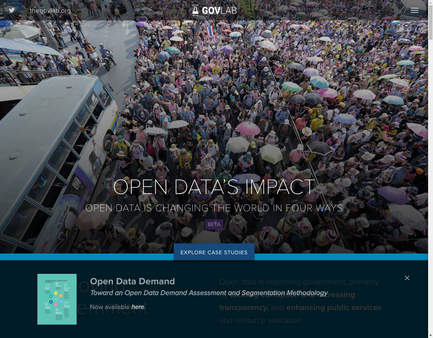 thegovlab.org
GOVLAB
OPEN DATA'S IMPACT
OPEN DATA IS CHANGING THE WORLD IN FOUR WAYS
BETA
EXPLORE CASE STUDIES
Open Data Demand
Toward an Open Data Demand Assessment and Segmentation Methodology
Now available here.
transparency, and enhancing public services